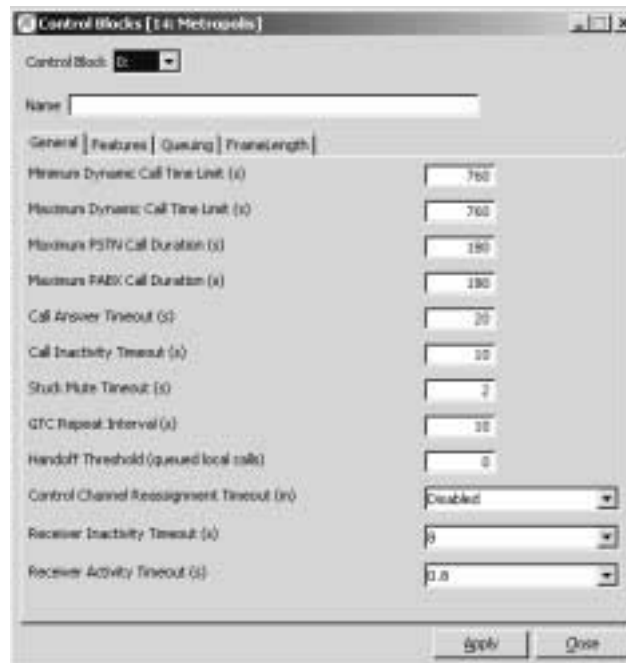 Control Blocks [14: Metropolis]
Control Block 0:
Name
General Features Queuing FrameLength
Minimum Dynamic Call Time Limit (s) 760
Maximum Dynamic Call Time Limit (s) 760
Maximum PSTN Call Duration (s) 180
Maximum PABX Call Duration (s) 180
Call Answer Timeout (s) 20
Call Inactivity Timeout (s) 10
Stuck Mute Timeout (s) 2
GTC Repeat Interval (s) 10
Handoff Threshold (queued local calls) 0
Control Channel Reassignment Timeout (m) Disabled
Receiver Inactivity Timeout (s) 8
Receiver Activity Timeout (s) 0.8
Apply Close